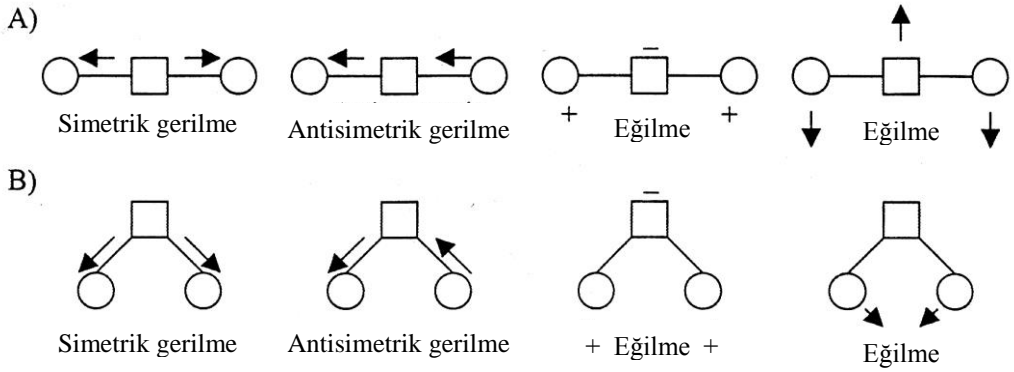 A)
− 
+ +
Simetrik gerilme Antisimetrik gerilme Eğilme Eğilme
B)
−
Simetrik gerilme Antisimetrik gerilme + Eğilme + Eğilme